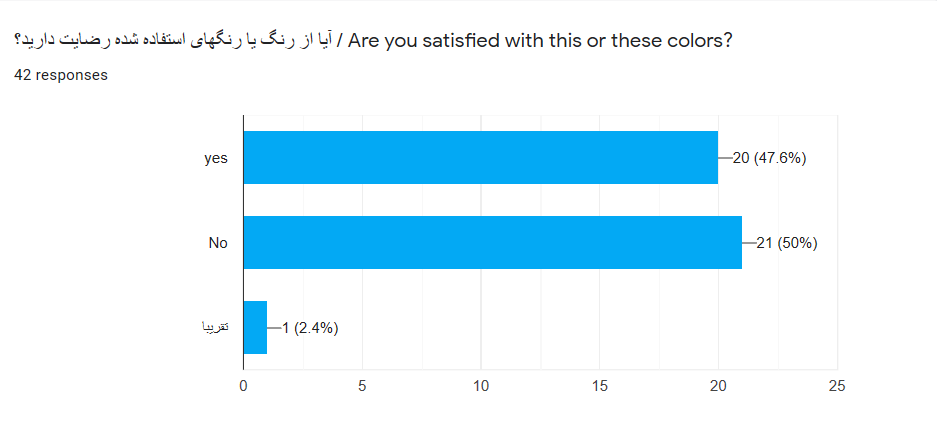 آیا از رنگ یا رنگهای استفاده شده رضایت دارید؟ / Are you satisfied with this or these colors?
42 responses
yes
20 (47.6%)
No
21 (50%)
تقریبا
1 (2.4%)
0 5 10 15 20 25